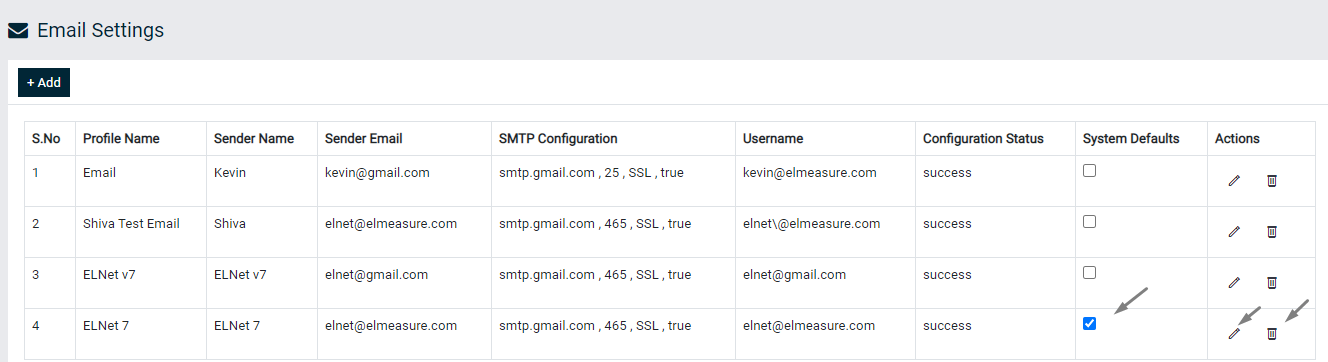 Email Settings
+ Add
S.No Profile Name Sender Name Sender Email SMTP Configuration Username Configuration Status System Defaults Actions
1 Email Kevin kevin@gmail.com smtp.gmail.com , 25 , SSL , true kevin@elmeasure.com success
2 Shiva Test Email Shiva elnet@elmeasure.com smtp.gmail.com , 465 , SSL , true elnet\@elmeasure.com success
3 ELNet v7 ELNet v7 elnet@gmail.com smtp.gmail.com , 465 , SSL , true elnet@gmail.com success
4 ELNet 7 ELNet 7 elnet@elmeasure.com smtp.gmail.com , 465 , SSL , true elnet@elmeasure.com success